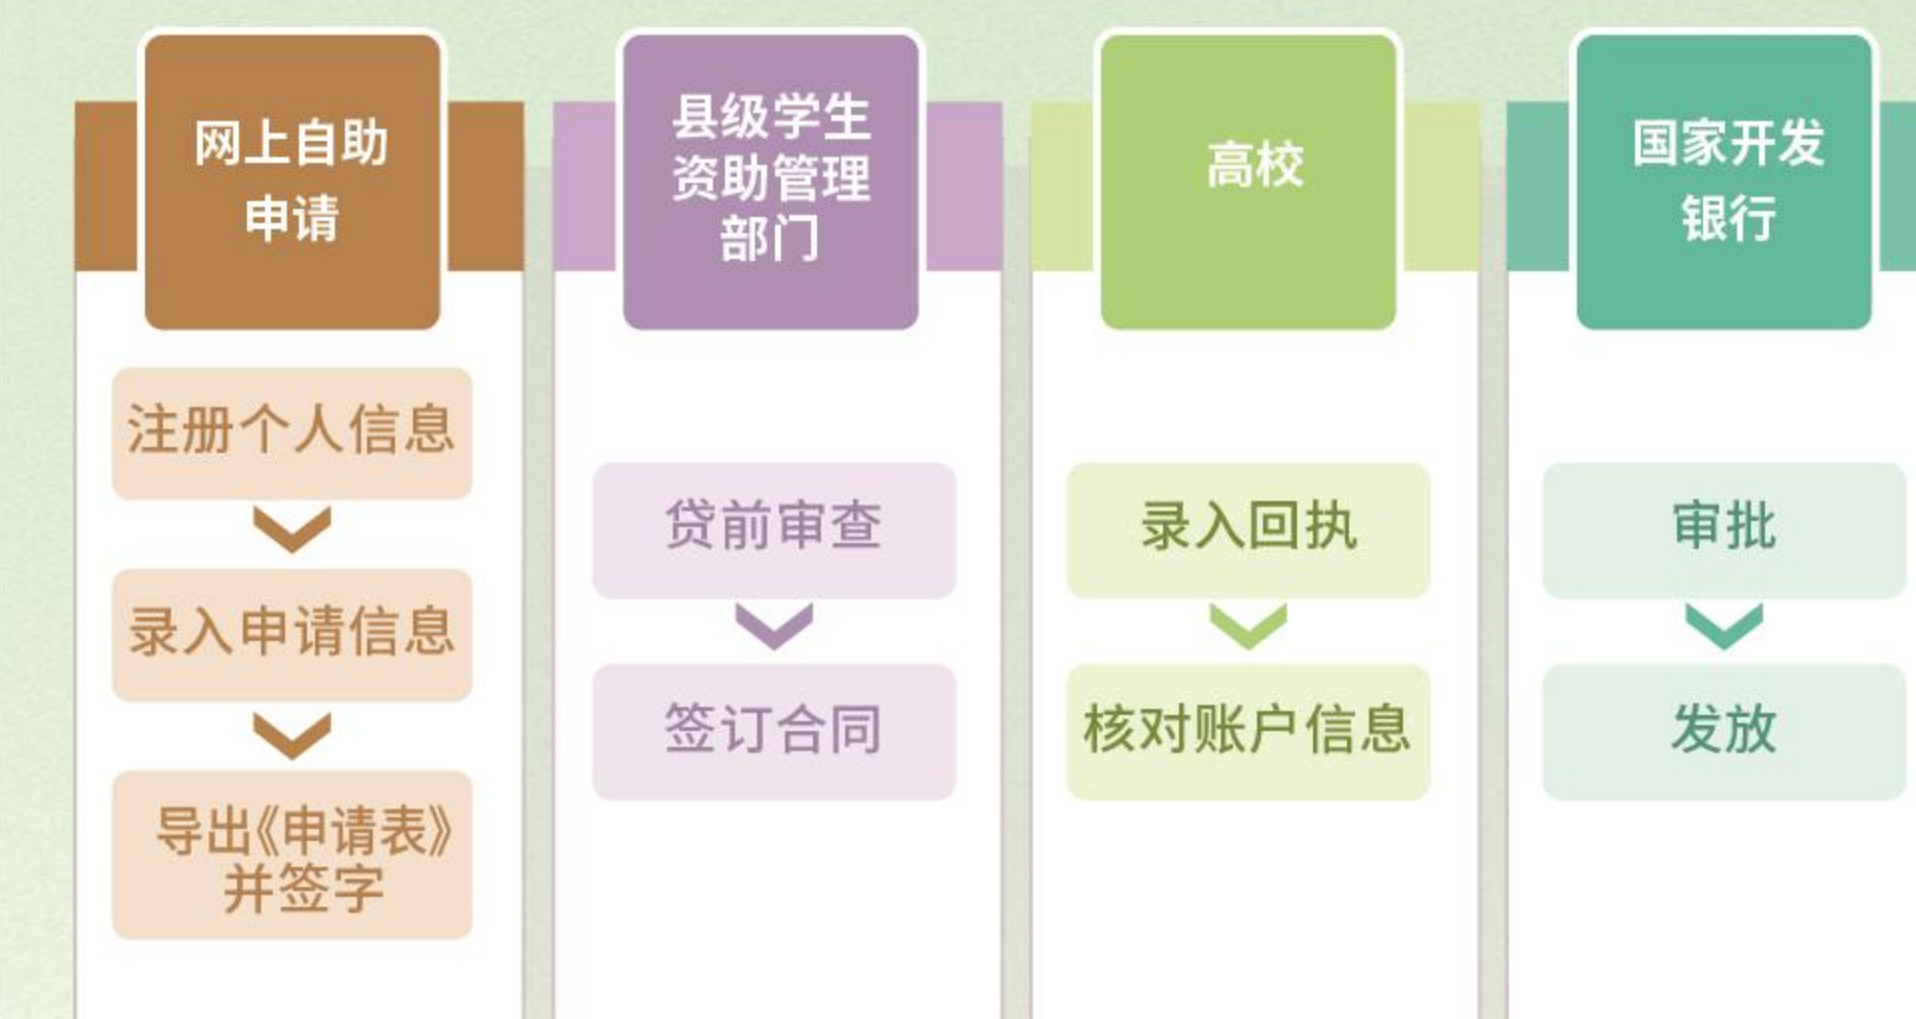 网上自助
申请
注册个人信息
录入申请信息
导出《申请表》
并签字
县级学生
资助管理
部门
贷前审查
签订合同
高校
录入回执
核对账户信息
国家开发
银行
审批
发放